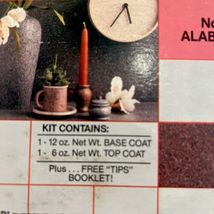 No
ALAB
KIT CONTAINS:
1 - 12 oz. Net Wt. BASE COAT
1 - 6 oz. Net Wt. TOP COAT
Plus . . . FREE "TIPS"
BOOKLET!